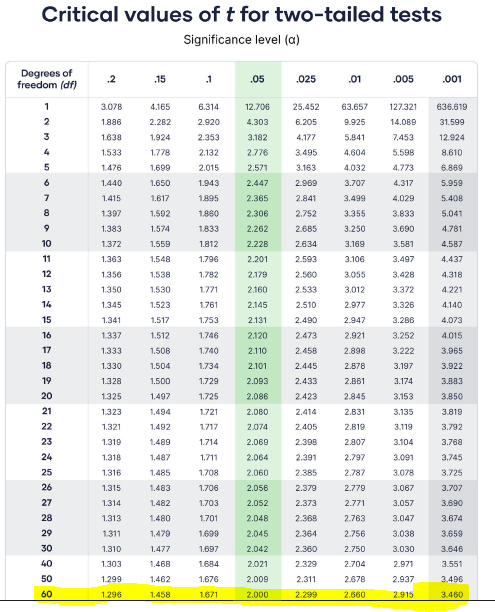 Critical values of t for two-tailed tests
Significance level (α)
Degrees of freedom (df) .2 .15 .1 .05 .025 .01 .005 .001
1 3.078 4.165 6.314 12.706 25.452 63.657 127.321 636.619
2 1.886 2.282 2.920 4.303 6.205 9.925 14.089 31.599
3 1.638 1.924 2.353 3.182 4.177 5.841 7.453 12.924
4 1.533 1.778 2.132 2.776 3.495 4.604 5.598 8.610
5 1.476 1.699 2.015 2.571 3.163 4.032 4.773 6.869
6 1.440 1.650 1.943 2.447 2.969 3.707 4.317 5.959
7 1.415 1.617 1.895 2.365 2.841 3.499 4.029 5.408
8 1.397 1.592 1.860 2.306 2.752 3.355 3.833 5.041
9 1.383 1.574 1.833 2.262 2.685 3.250 3.690 4.781
10 1.372 1.559 1.812 2.228 2.634 3.169 3.581 4.587
11 1.363 1.548 1.796 2.201 2.593 3.106 3.497 4.437
12 1.356 1.538 1.782 2.179 2.560 3.055 3.428 4.318
13 1.350 1.530 1.771 2.160 2.533 3.012 3.372 4.221
14 1.345 1.523 1.761 2.145 2.510 2.977 3.326 4.140
15 1.341 1.517 1.753 2.131 2.490 2.947 3.286 4.073
16 1.337 1.512 1.746 2.120 2.473 2.921 3.252 4.015
17 1.333 1.508 1.740 2.110 2.458 2.898 3.222 3.965
18 1.330 1.504 1.734 2.101 2.445 2.878 3.197 3.922
19 1.328 1.500 1.729 2.093 2.433 2.861 3.174 3.883
20 1.325 1.497 1.725 2.086 2.423 2.845 3.153 3.850
21 1.323 1.494 1.721 2.080 2.414 2.831 3.135 3.819
22 1.321 1.492 1.717 2.074 2.405 2.819 3.119 3.792
23 1.319 1.489 1.714 2.069 2.398 2.807 3.104 3.768
24 1.318 1.487 1.711 2.064 2.391 2.797 3.091 3.745
25 1.316 1.485 1.708 2.060 2.385 2.787 3.078 3.725
26 1.315 1.483 1.706 2.056 2.379 2.779 3.067 3.707
27 1.314 1.482 1.703 2.052 2.373 2.771 3.057 3.690
28 1.313 1.480 1.701 2.048 2.368 2.763 3.047 3.674
29 1.311 1.479 1.699 2.045 2.364 2.756 3.038 3.659
30 1.310 1.477 1.697 2.042 2.360 2.750 3.030 3.646
40 1.303 1.468 1.684 2.021 2.329 2.704 2.971 3.551
50 1.299 1.462 1.676 2.009 2.311 2.678 2.937 3.496
60 1.296 1.458 1.671 2.000 2.299 2.660 2.915 3.460